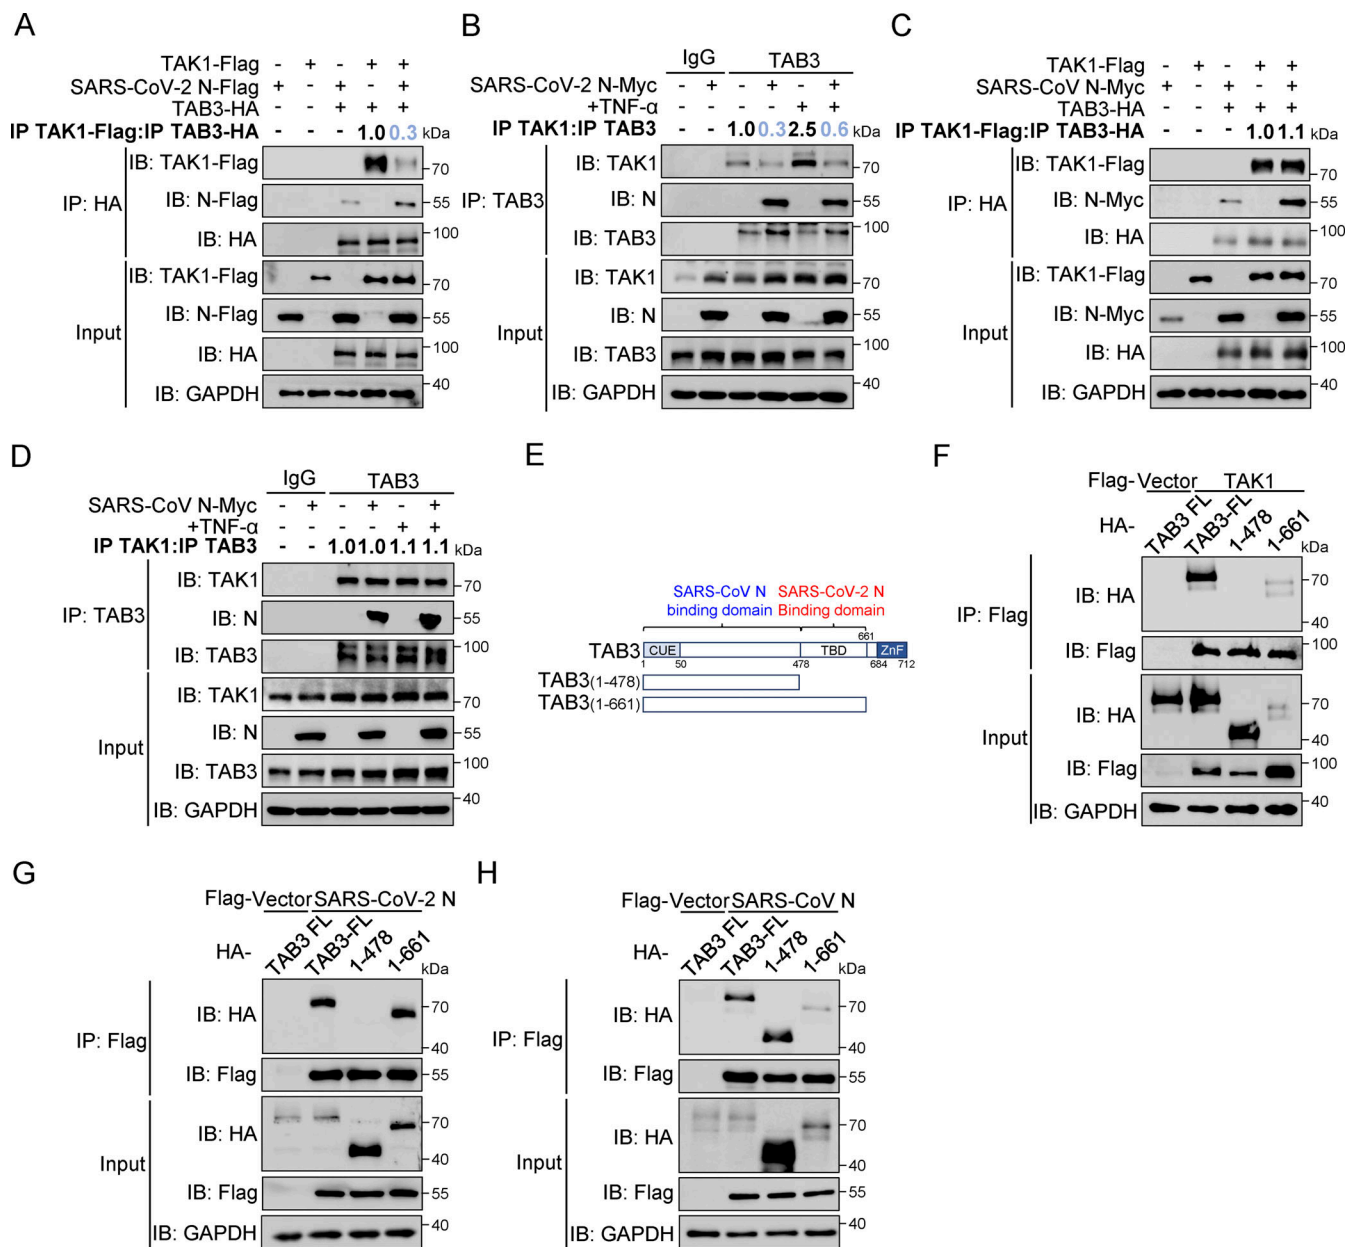 A
TAK1-Flag - + - + +
SARS-CoV-2 N-Flag + - + - +
TAB3-HA - - + + +
IP TAK1-Flag:IP TAB3-HA 1.0 0.3 kDa
IP: HA
IB: TAK1-Flag 70
IB: N-Flag 55
IB: HA 100
Input
IB: TAK1-Flag 70
IB: N-Flag 55
IB: HA 100
IB: GAPDH 40
B
IgG TAB3
SARS-CoV-2 N-Myc - + - + - +
+TNF-α + +
IP TAK1:IP TAB3 - - 1.0 0.3 2.5 0.6 kDa
IP: TAB3
IB: TAK1 70
IB: N 55
IB: TAB3 100
Input
IB: TAK1 70
IB: N 55
IB: TAB3 100
IB: GAPDH 40
C
TAK1-Flag - + - + +
SARS-CoV N-Myc + - + - +
TAB3-HA - - + + +
IP TAK1-Flag:IP TAB3-HA 1.0 1.1 kDa
IP: HA
IB: TAK1-Flag 70
IB: N-Myc 55
IB: HA 100
Input
IB: TAK1-Flag 70
IB: N-Myc 55
IB: HA 100
IB: GAPDH 40
D
IgG TAB3
SARS-CoV N-Myc - + - + - +
+TNF-α + +
IP TAK1:IP TAB3 - - 1.0 1.0 1.1 1.1 kDa
IP: TAB3
IB: TAK1 70
IB: N 55
IB: TAB3 100
Input
IB: TAK1 70
IB: N 55
IB: TAB3 100
IB: GAPDH 40
E
SARS-CoV N binding domain
SARS-CoV-2 N Binding domain
661
TAB3 CUE TBD ZnF
1 50 478 684 712
TAB3(1-478)
TAB3(1-661)
F
Flag-Vector TAK1
HA- TAB3 FL TAB3-FL 1-478 1-661 kDa
IP: Flag
IB: HA 70
40
IB: Flag 100
Input
IB: HA 70
40
IB: Flag 100
IB: GAPDH 40
G
Flag-Vector SARS-CoV-2 N
HA- TAB3 FL TAB3-FL 1-478 1-661 kDa
IP: Flag
IB: HA 70
40
IB: Flag 55
Input
IB: HA 70
40
IB: Flag 55
IB: GAPDH 40
H
Flag-Vector SARS-CoV N
HA- TAB3 FL TAB3-FL 1-478 1-661 kDa
IP: Flag
IB: HA 70
40
IB: Flag 55
Input
IB: HA 70
40
IB: Flag 55
IB: GAPDH 40